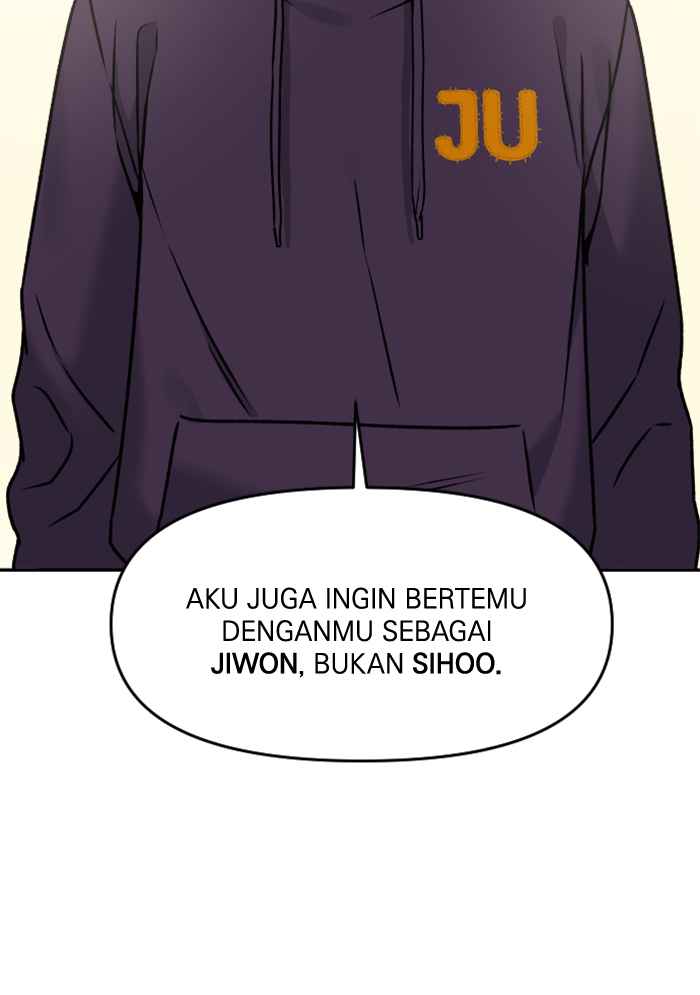 JU
AKU JUGA INGIN BERTEMU
DENGANMU SEBAGAI
JIWON, BUKAN SIHOO.